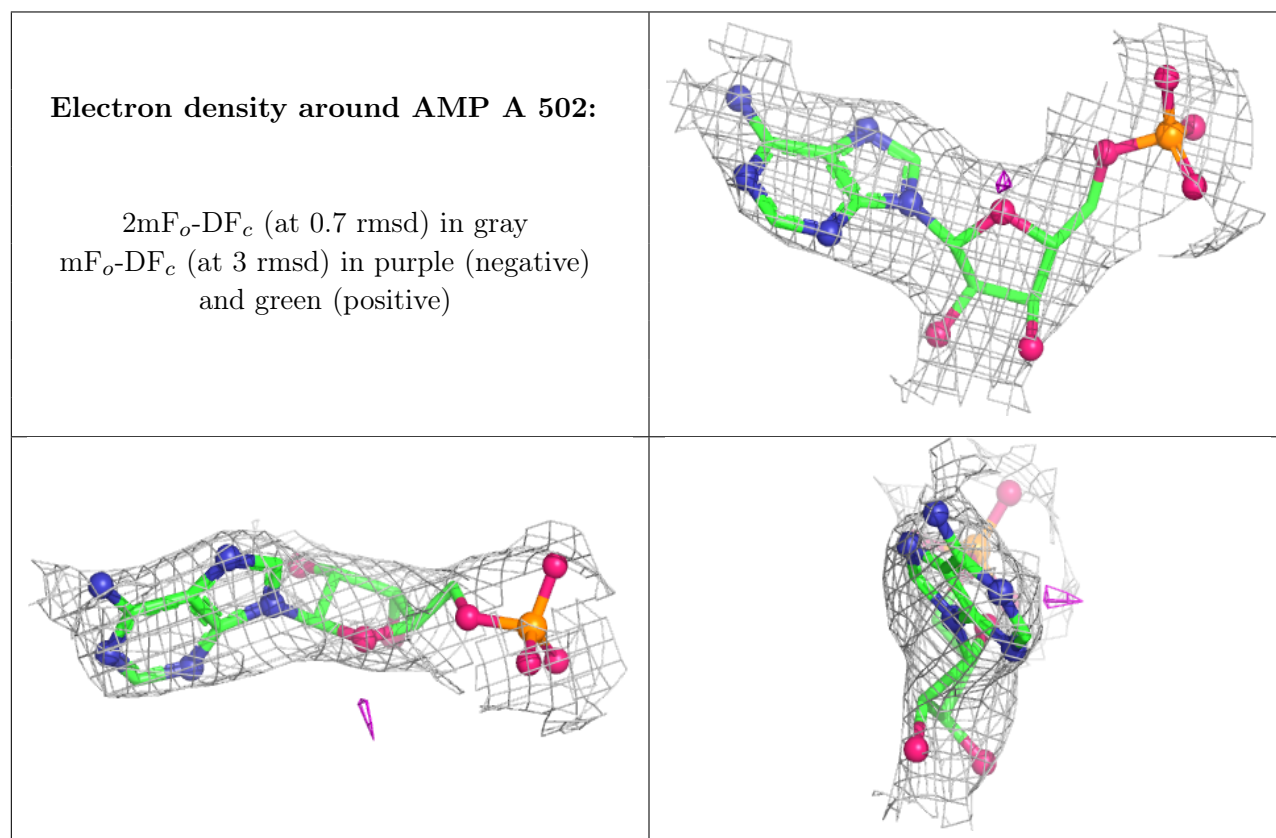 Electron density around AMP A 502:
2mFo-DFc (at 0.7 rmsd) in gray
mFo-DFc (at 3 rmsd) in purple (negative)
and green (positive)